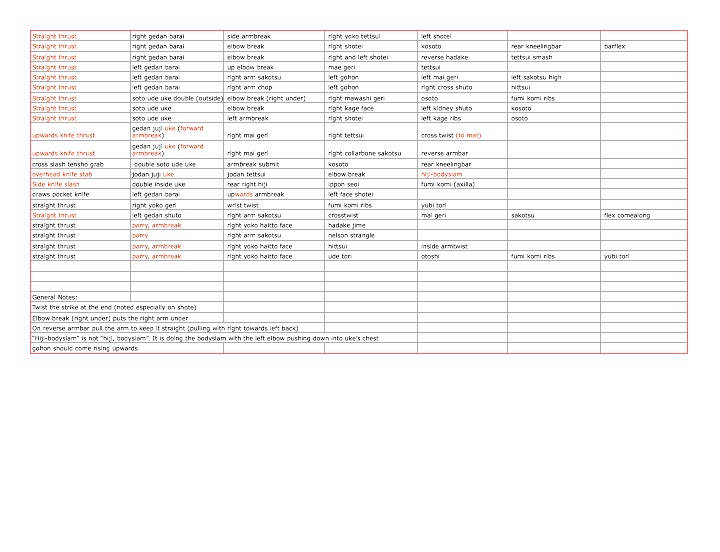 Straight thrust right gedan barai side armbreak right yoko tettsui left shotei
Straight thrust right gedan barai elbow break right shotei kosoto rear kneelingbar barflex
Straight thrust right gedan barai elbow break right and left shotei reverse hadake tettsui smash
Straight thrust left gedan barai up elbow break mae geri tettsui
Straight thrust left gedan barai right arm sakotsu left gohon left mai geri left sakotsu high
Straight thrust left gedan barai right arm chop left gohon right cross shuto hittsui
Straight thrust soto ude uke double (outside) elbow break (right under) right mawashi geri osoto fumi komi ribs
Straight thrust soto ude uke elbow break right kage face left kidney shuto kosoto
Straight thrust soto ude uke left armbreak right shotei left kage ribs osoto
gedan juji uke (forward
upwards knife thrust armbreak) right mai geri right tettsui cross twist (to mat)
gedan juji uke (forward
upwards knife thrust armbreak) right mai geri right collarbone sakotsu reverse armbar
cross slash tensho grab double soto ude uke armbreak submit kosoto rear kneelingbar
overhead knife stab jodan juji uke jodan tettsui elbow break hiji-bodyslam
Side knife slash double inside uke rear right hiji ippon seoi fumi komi (axilla)
draws pocket knife left gedan barai upwards armbreak left face shotei
straight thrust right yoko geri wrist twist fumi komi ribs yubi tori
Straight thrust left gedan shuto right arm sakotsu crosstwist mai geri sakotsu flex comealong
straight thrust parry, armbreak right yoko haitto face hadake jime
straight thrust parry right arm sakotsu nelson strangle
straight thrust parry, armbreak right yoko haitto face hittsui inside armtwist
straight thrust parry, armbreak right yoko haitto face ude tori otoshi fumi komi ribs yubi tori
General Notes:
Twist the strike at the end (noted especially on shote)
Elbow break (right under) puts the right arm under
On reverse armbar pull the arm to keep it straight (pulling with right towards left back)
"Hiji-bodyslam" is not "hiji, bodyslam". It is doing the bodyslam with the left elbow pushing down into uke's chest
gohon should come rising upwards